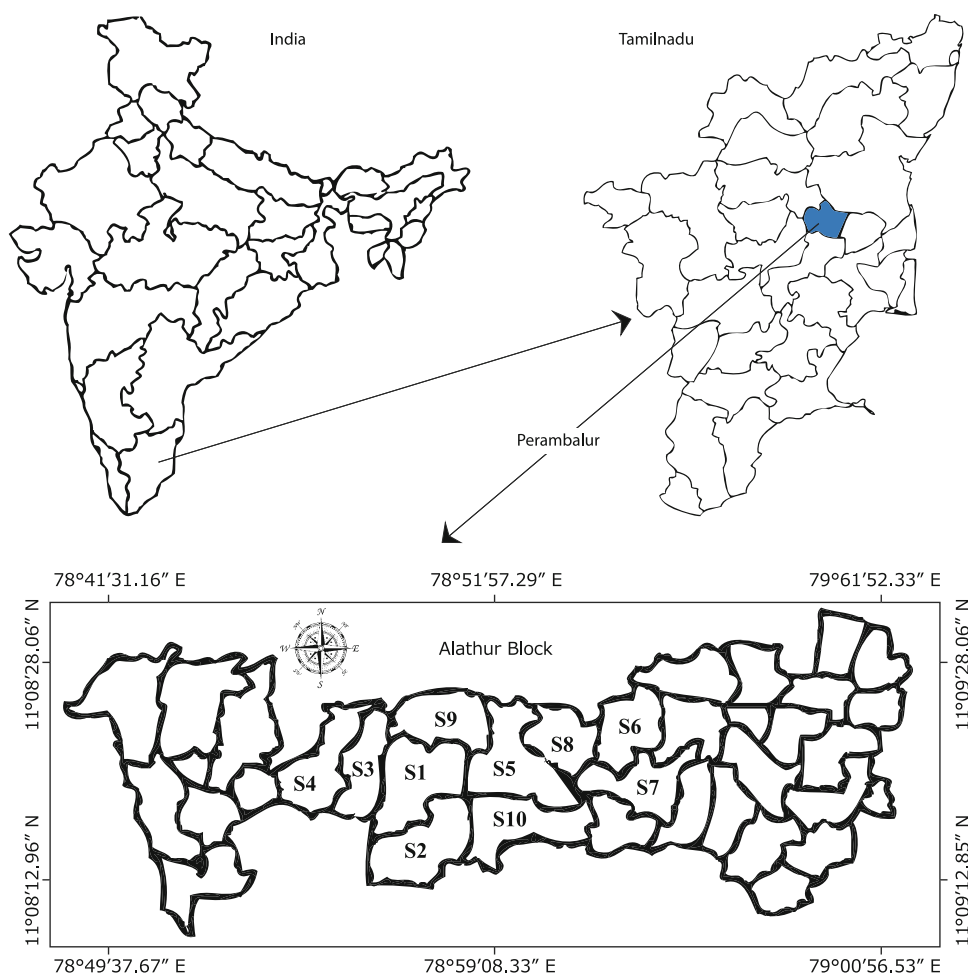 India
Tamilnadu
Perambalur
78°41′31.16″ E
78°51′57.29″ E
79°61′52.33″ E
11°08′28.06″ N
11°09′28.06″ N
N
W
E
S
Alathur Block
S9
S6
S8
S3
S1
S5
S4
S7
S10
S2
11°08′12.96″ N
11°09′12.85″ N
78°49′37.67″ E
78°59′08.33″ E
79°00′56.53″ E